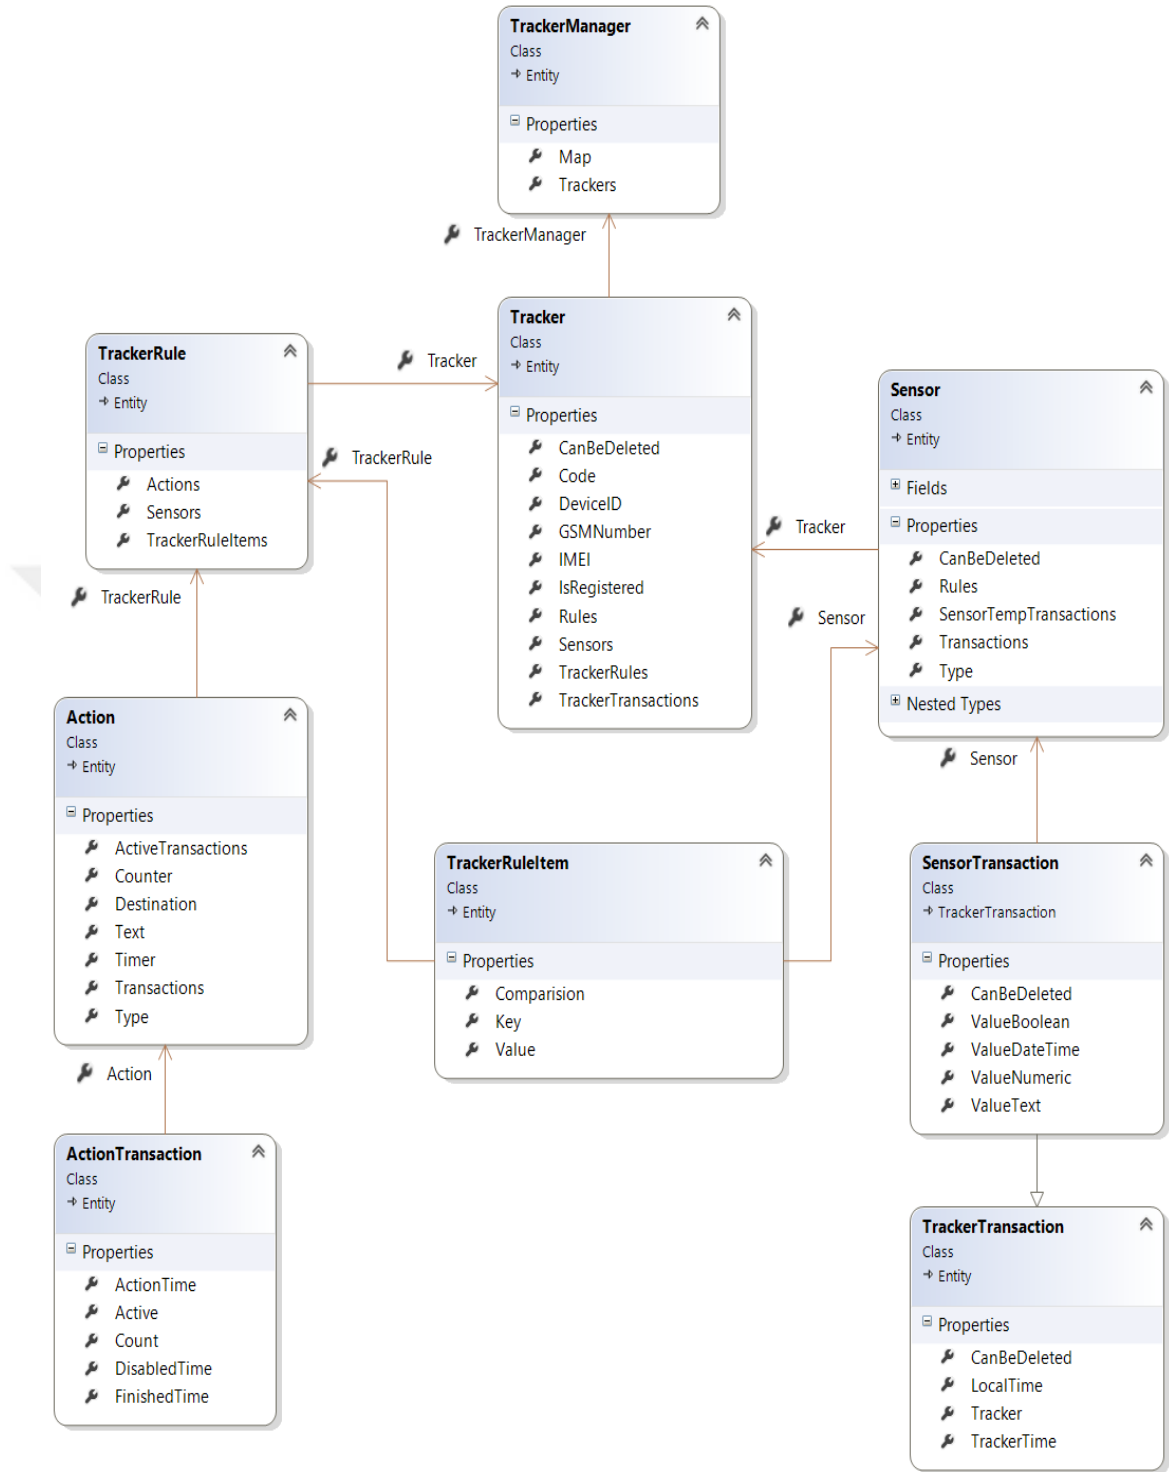 TrackerManager
Class
Entity
Properties
Map
Trackers
TrackerManager
Tracker
Class
Entity
Properties
CanBeDeleted
Code
DeviceID
GSMNumber
IMEI
IsRegistered
Rules
Sensors
TrackerRules
TrackerTransactions
TrackerRule
Class
Entity
Properties
Actions
Sensors
TrackerRuleItems
Tracker
TrackerRule
TrackerRule
Sensor
Class
Entity
Fields
Properties
CanBeDeleted
Rules
SensorTempTransactions
Transactions
Type
Nested Types
Tracker
Sensor
Sensor
Action
Class
Entity
Properties
ActiveTransactions
Counter
Destination
Text
Timer
Transactions
Type
Action
TrackerRuleItem
Class
Entity
Properties
Comparision
Key
Value
SensorTransaction
Class
TrackerTransaction
Properties
CanBeDeleted
ValueBoolean
ValueDateTime
ValueNumeric
ValueText
ActionTransaction
Class
Entity
Properties
ActionTime
Active
Count
DisabledTime
FinishedTime
TrackerTransaction
Class
Entity
Properties
CanBeDeleted
LocalTime
Tracker
TrackerTime